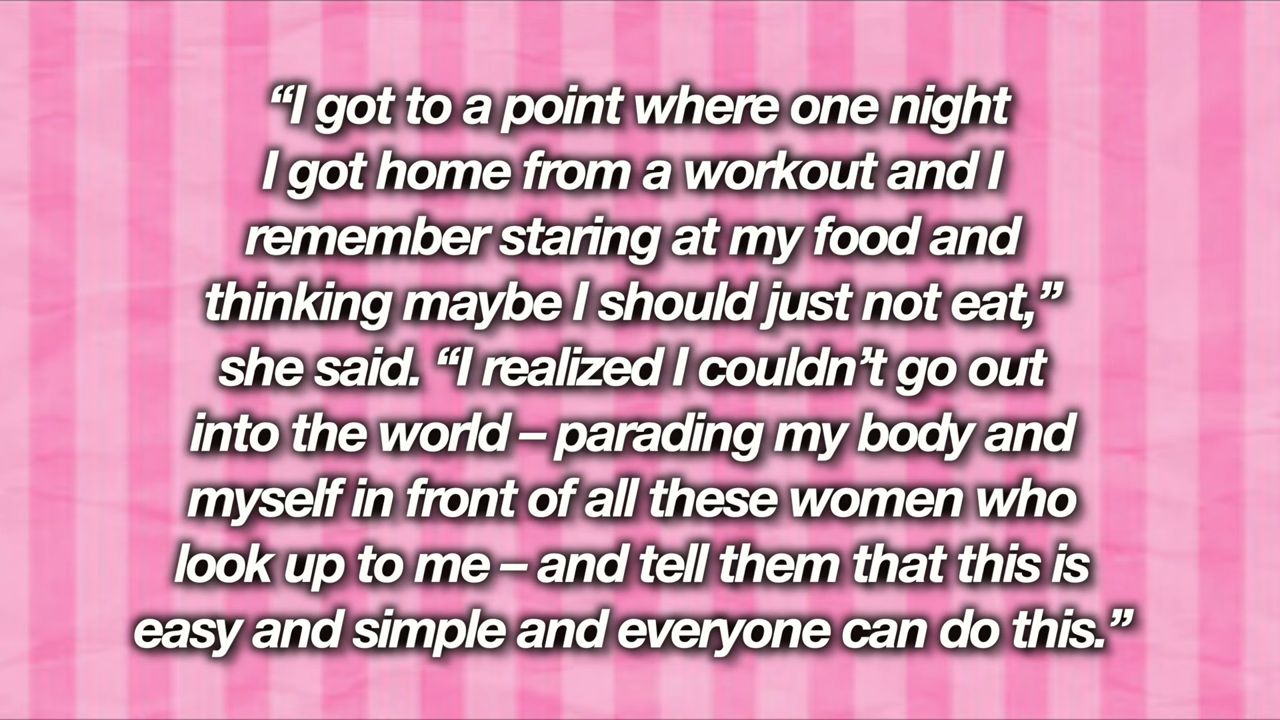 “I got to a point where one night
I got home from a workout and I
remember staring at my food and
thinking maybe I should just not eat,”
she said. “I realized I couldn’t go out
into the world – parading my body and
myself in front of all these women who
look up to me – and tell them that this is
easy and simple and everyone can do this.”